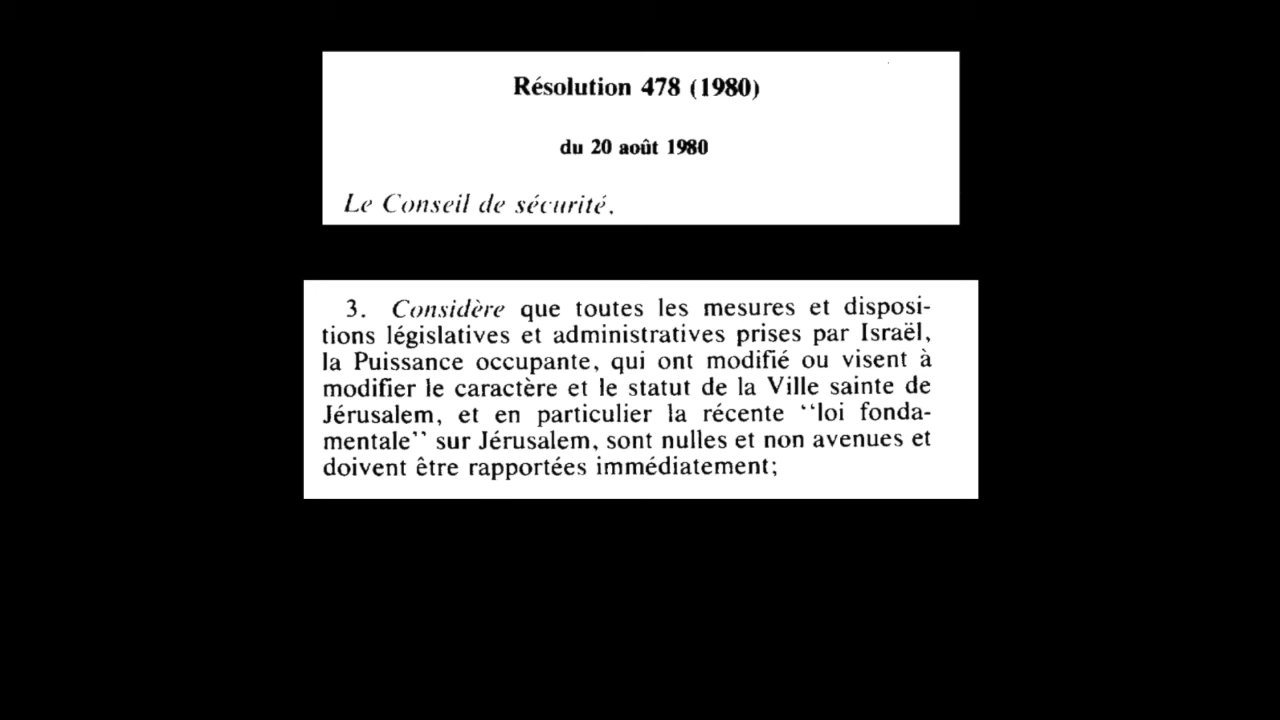 Résolution 478 (1980)
du 20 août 1980
Le Conseil de sécurité,
3. Considère que toutes les mesures et disposi-
tions législatives et administratives prises par Israël,
la Puissance occupante, qui ont modifié ou visent à
modifier le caractère et le statut de la Ville sainte de
Jérusalem, et en particulier la récente ‘‘loi fonda-
mentale’’ sur Jérusalem, sont nulles et non avenues et
doivent être rapportées immédiatement;